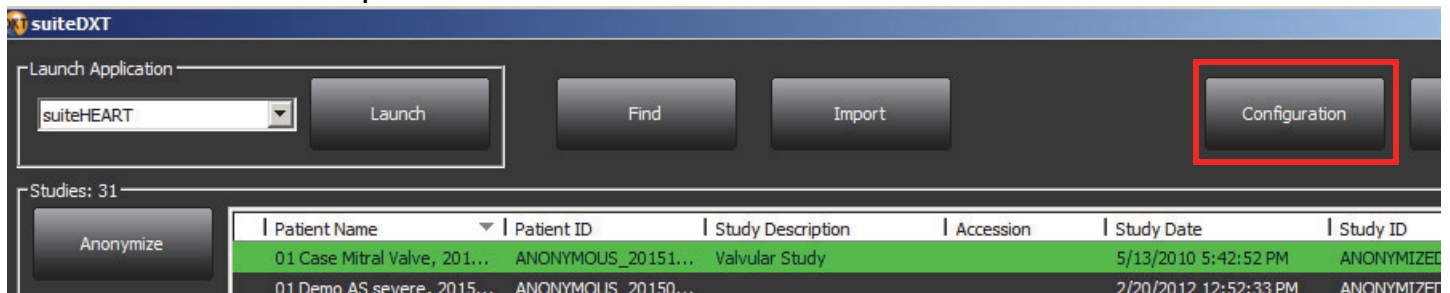 suiteDXT
Launch Application
suiteHEART Launch Find Import Configuration
Studies: 31
Anonymize
Patient Name Patient ID Study Description Accession Study Date Study ID
01 Case Mitral Valve, 201... ANONYMOUS_20151... Valvular Study 5/13/2010 5:42:52 PM ANONYMIZED
01 Demo AS severe, 2015... ANONYMOUS_20150... 2/20/2012 12:52:33 PM ANONYMIZED